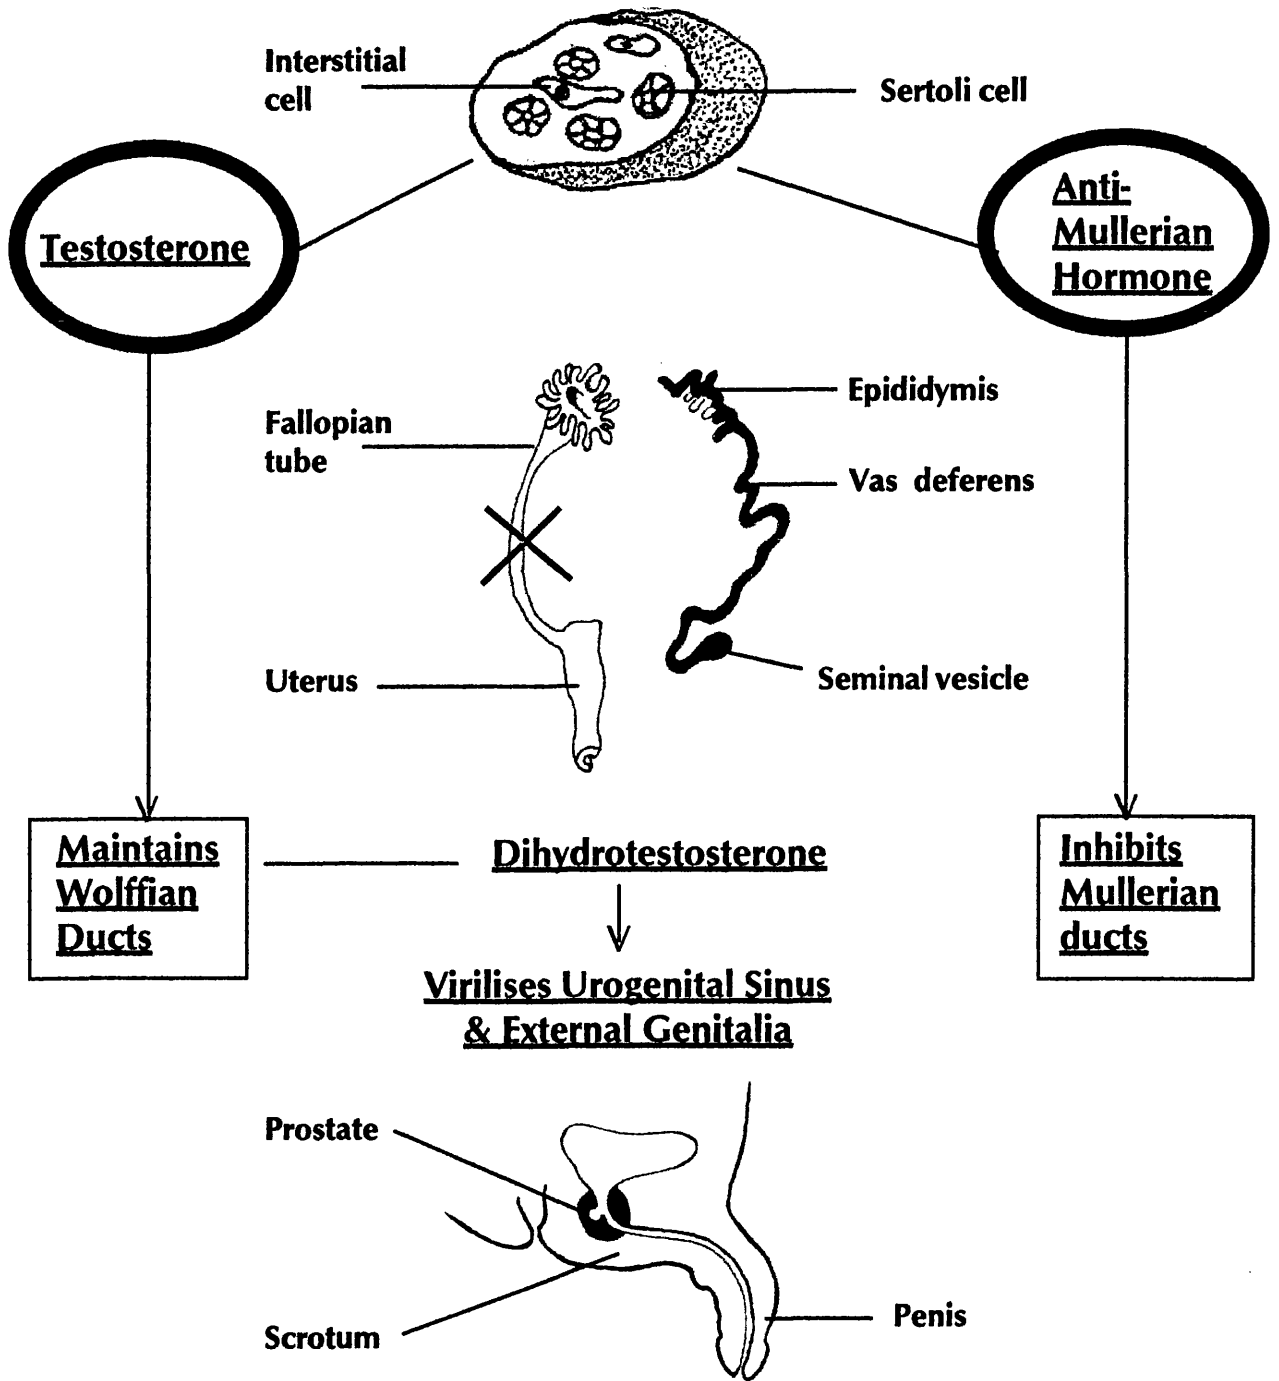 Interstitial
cell
Sertoli cell
Testosterone
Anti-
Mullerian
Hormone
Epididymis
Fallopian
tube
Vas deferens
Uterus
Seminal vesicle
Maintains
Wolffian
Ducts
Dihydrotestosterone
Inhibits
Mullerian
ducts
Virilises Urogenital Sinus
& External Genitalia
Prostate
Scrotum
Penis